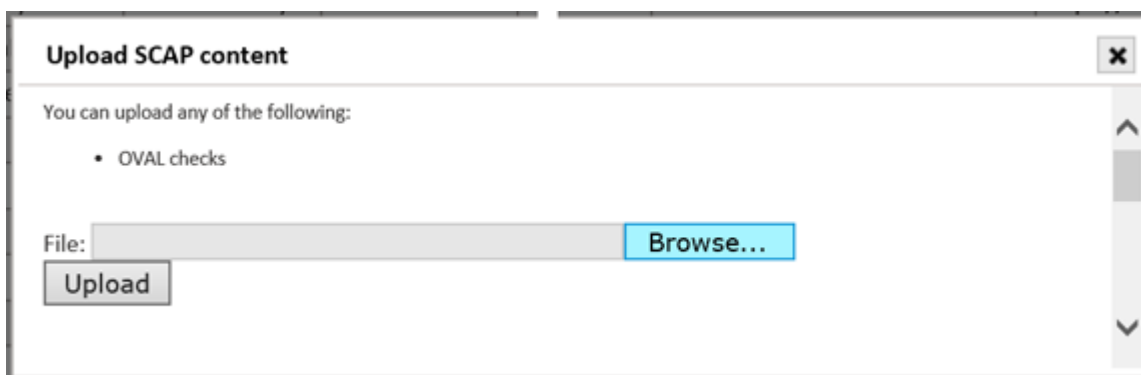 Upload SCAP content
You can upload any of the following:
• OVAL checks
File: Browse...
Upload